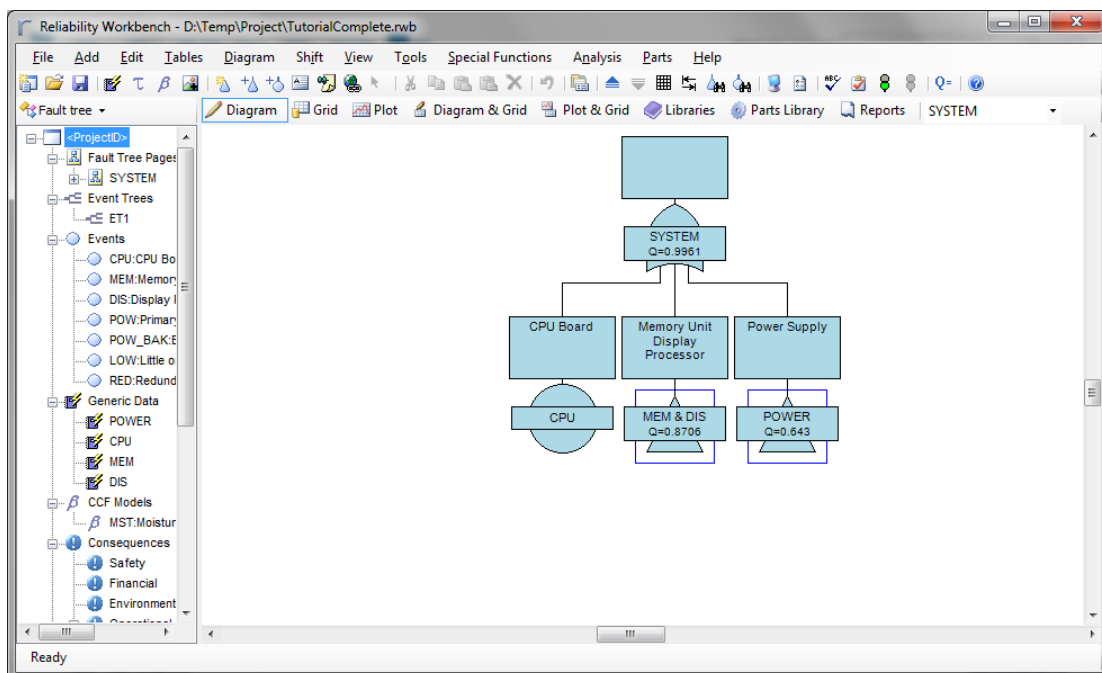 Reliability Workbench - D:\Temp\Project\TutorialComplete.rwb
File Add Edit Tables Diagram Shift View Tools Special Functions Analysis Parts Help
Q=
Fault tree
Diagram Grid Plot Diagram & Grid Plot & Grid Libraries Parts Library Reports SYSTEM
<ProjectID>
Fault Tree Pages
SYSTEM
Event Trees
ET1
Events
CPU:CPU Bo
MEM:Memory
DIS:Display
POW:Primary
POW_BAK:E
LOW:Little o
RED:Redund
Generic Data
POWER
CPU
MEM
DIS
CCF Models
MST:Moistur
Consequences
Safety
Financial
Environment
Operational
SYSTEM
Q=0.9961
CPU Board
Memory Unit
Display
Processor
Power Supply
CPU
MEM & DIS
Q=0.8706
POWER
Q=0.643
Ready